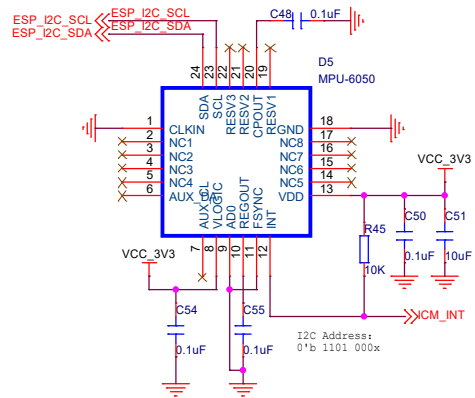 ESP_I2C_SCL ESP_I2C_SCL
ESP_I2C_SDA ESP_I2C_SDA
C48 0.1uF
D5
MPU-6050
24 23 22 21 20 19
SDA SCL RESV3 RESV2 CPOUT RESV1
1 CLKIN GND 18
2 NC1 NC8 17
3 NC2 NC7 16
4 NC3 NC6 15
5 NC4 NC5 14
6 AUX_DA VDD 13
VCC_3V3
AUX_CL VLOGIC AD0 REGOUT FSYNC INT
7 8 9 10 11 12
VCC_3V3
R45
10K
C50
0.1uF
C51
10uF
C54
0.1uF
C55
0.1uF
ICM_INT
I2C Address:
0'b 1101 000x